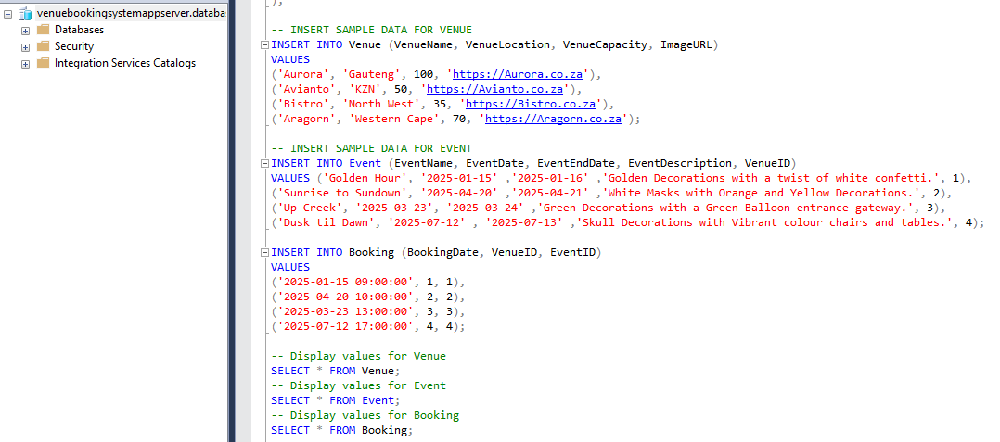 venuebookingsystemappserver.databa
Databases
Security
Integration Services Catalogs
);
-- INSERT SAMPLE DATA FOR VENUE
INSERT INTO Venue (VenueName, VenueLocation, VenueCapacity, ImageURL)
VALUES
('Aurora', 'Gauteng', 100, 'https://Aurora.co.za'),
('Avianto', 'KZN', 50, 'https://Avianto.co.za'),
('Bistro', 'North West', 35, 'https://Bistro.co.za'),
('Aragorn', 'Western Cape', 70, 'https://Aragorn.co.za');
-- INSERT SAMPLE DATA FOR EVENT
INSERT INTO Event (EventName, EventDate, EventEndDate, EventDescription, VenueID)
VALUES ('Golden Hour', '2025-01-15' ,'2025-01-16' ,'Golden Decorations with a twist of white confetti.', 1),
('Sunrise to Sundown', '2025-04-20' ,'2025-04-21' ,'White Masks with Orange and Yellow Decorations.', 2),
('Up Creek', '2025-03-23', '2025-03-24' ,'Green Decorations with a Green Balloon entrance gateway.', 3),
('Dusk til Dawn', '2025-07-12' , '2025-07-13' ,'Skull Decorations with Vibrant colour chairs and tables.', 4);
INSERT INTO Booking (BookingDate, VenueID, EventID)
VALUES
('2025-01-15 09:00:00', 1, 1),
('2025-04-20 10:00:00', 2, 2),
('2025-03-23 13:00:00', 3, 3),
('2025-07-12 17:00:00', 4, 4);
-- Display values for Venue
SELECT * FROM Venue;
-- Display values for Event
SELECT * FROM Event;
-- Display values for Booking
SELECT * FROM Booking;